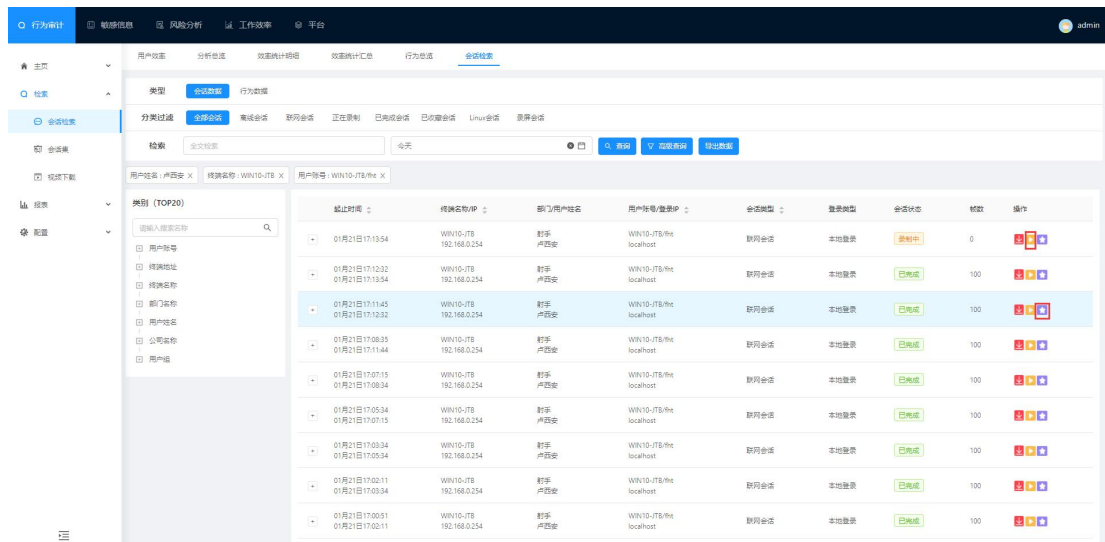 行为审计 敏感信息 风险分析 工作效率 平台 admin
主页
检索
会话检索
会话集
视频下载
报表
配置
用户效率 分析总览 效率统计明细 效率统计汇总 行为总览 会话检索
类型 会话数据 行为数据
分类过滤 全部会话 离线会话 联网会话 正在录制 已完成会话 已收藏会话 Linux会话 录屏会话
检索 全文检索 今天 查询 高级查询 导出数据
用户姓名：卢西安 X 终端名称：WIN10-JTB X 用户账号：WIN10-JTB/fht X
类别（TOP20）
请输入搜索名称
用户账号
终端地址
终端名称
部门名称
用户姓名
公司名称
用户组
起止时间 终端名称/IP 部门/用户姓名 用户账号/登录IP 会话类型 登录类型 会话状态 帧数 操作
01月21日17:13:54 WIN10-JTB 射手 WIN10-JTB/fht 联网会话 本地登录 录制中 0
192.168.0.254 卢西安 localhost
01月21日17:12:32 WIN10-JTB 射手 WIN10-JTB/fht 联网会话 本地登录 已完成 100
01月21日17:13:54 192.168.0.254 卢西安 localhost
01月21日17:11:45 WIN10-JTB 射手 WIN10-JTB/fht 联网会话 本地登录 已完成 100
01月21日17:12:32 192.168.0.254 卢西安 localhost
01月21日17:08:35 WIN10-JTB 射手 WIN10-JTB/fht 联网会话 本地登录 已完成 100
01月21日17:11:44 192.168.0.254 卢西安 localhost
01月21日17:07:15 WIN10-JTB 射手 WIN10-JTB/fht 联网会话 本地登录 已完成 100
01月21日17:08:34 192.168.0.254 卢西安 localhost
01月21日17:05:34 WIN10-JTB 射手 WIN10-JTB/fht 联网会话 本地登录 已完成 100
01月21日17:07:15 192.168.0.254 卢西安 localhost
01月21日17:03:34 WIN10-JTB 射手 WIN10-JTB/fht 联网会话 本地登录 已完成 100
01月21日17:05:34 192.168.0.254 卢西安 localhost
01月21日17:02:11 WIN10-JTB 射手 WIN10-JTB/fht 联网会话 本地登录 已完成 100
01月21日17:03:34 192.168.0.254 卢西安 localhost
01月21日17:00:51 WIN10-JTB 射手 WIN10-JTB/fht 联网会话 本地登录 已完成 100
01月21日17:02:11 192.168.0.254 卢西安 localhost